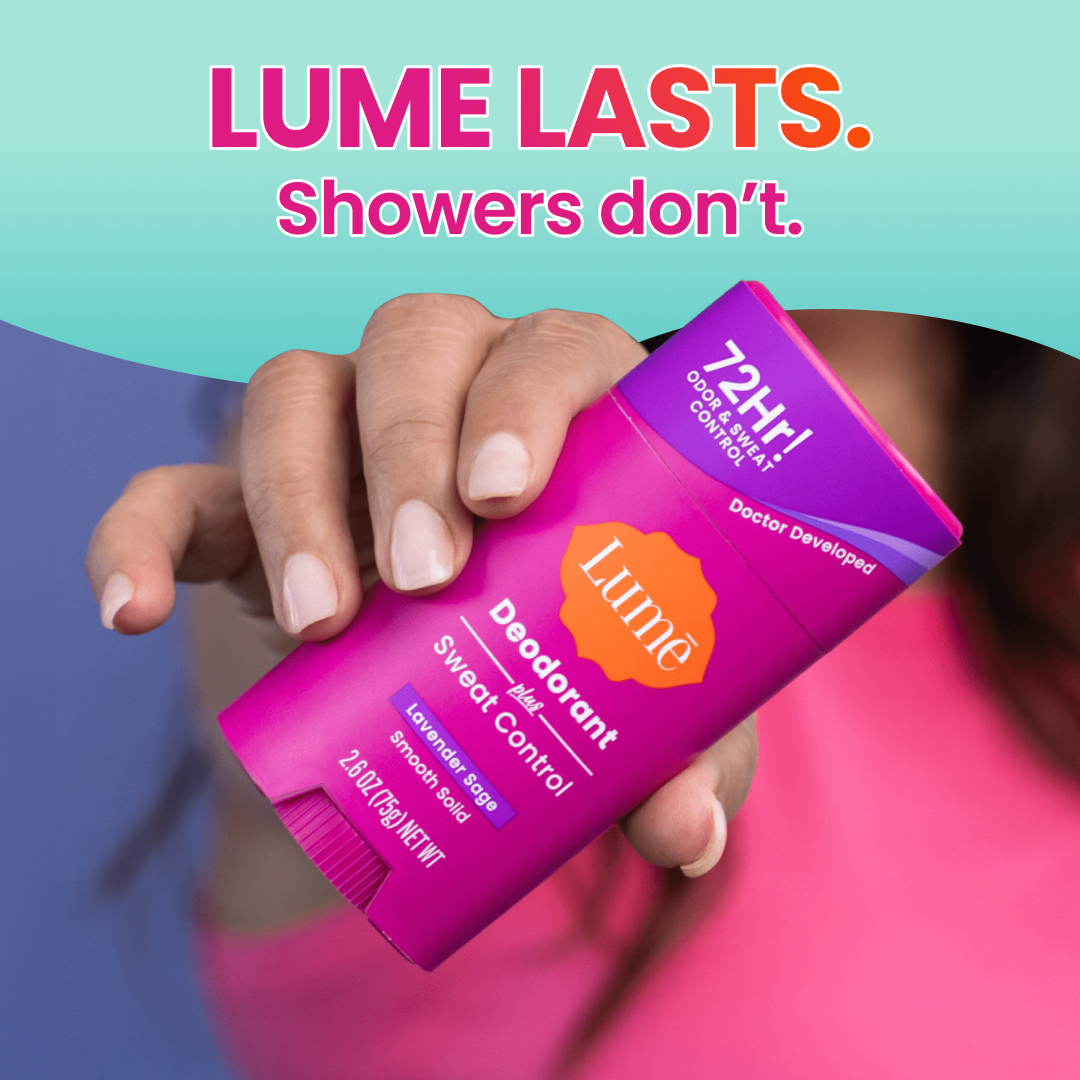 LUME LASTS.
Showers don’t.
72Hr!
ODOR & SWEAT
CONTROL
Doctor Developed
Lumē
Deodorant
plus
Sweat Control
Lavender Sage
Smooth Solid
2.6 OZ (75g) NET WT